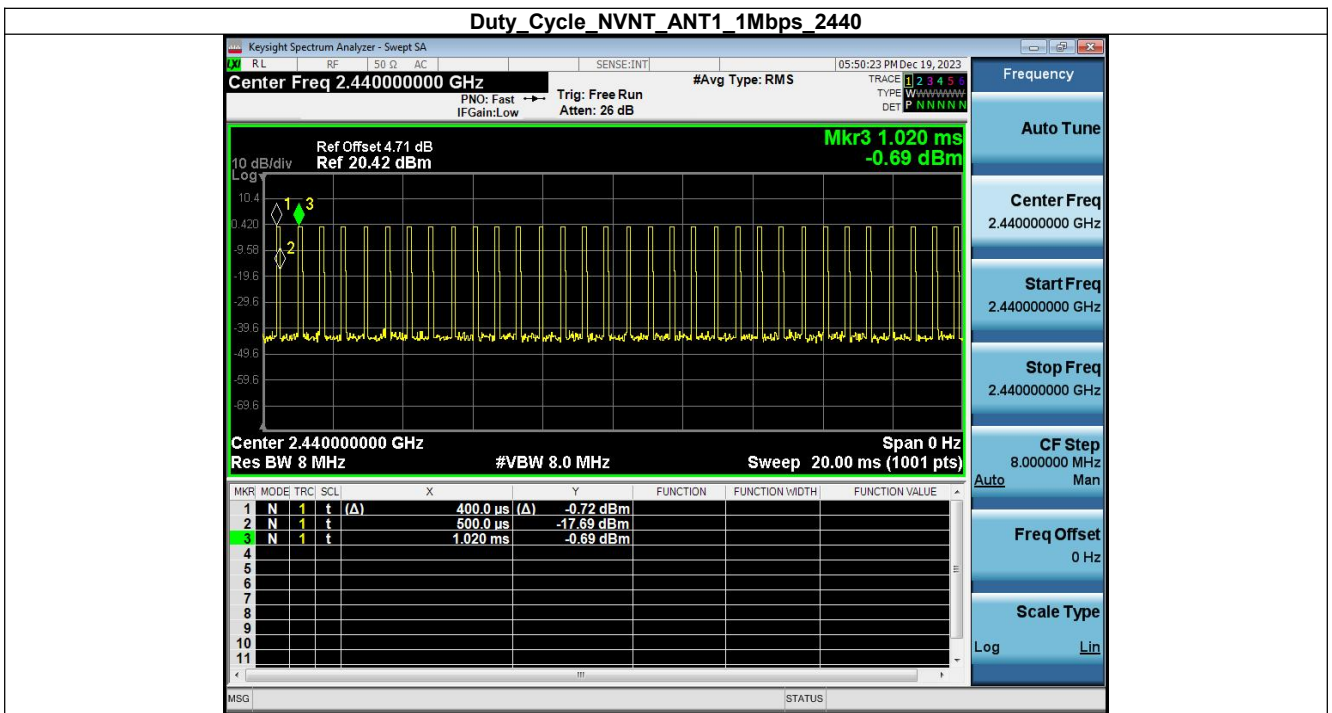 Duty_Cycle_NVNT_ANT1_1Mbps_2440
Keysight Spectrum Analyzer - Swept SA
LXI RL RF 50 Ω AC SENSE:INT 05:50:23 PM Dec 19, 2023
Center Freq 2.440000000 GHz #Avg Type: RMS TRACE 1 2 3 4 5 6
PNO: Fast Trig: Free Run TYPE WWWWWW
IFGain:Low Atten: 26 dB DET P N N N N N
Mkr3 1.020 ms
-0.69 dBm
Ref Offset 4.71 dB
10 dB/div Ref 20.42 dBm
Log
10.4
0.420
-9.58
-19.6
-29.6
-39.6
-49.6
-59.6
-69.6
1 3
2
Center 2.440000000 GHz Span 0 Hz
Res BW 8 MHz #VBW 8.0 MHz Sweep 20.00 ms (1001 pts)
MKR MODE TRC SCL X Y FUNCTION FUNCTION WIDTH FUNCTION VALUE
1 N 1 t (Δ) 400.0 µs (Δ) -0.72 dBm
2 N 1 t 500.0 µs -17.69 dBm
3 N 1 t 1.020 ms -0.69 dBm
4
5
6
7
8
9
10
11
MSG STATUS
Frequency
Auto Tune
Center Freq
2.440000000 GHz
Start Freq
2.440000000 GHz
Stop Freq
2.440000000 GHz
CF Step
8.000000 MHz
Auto Man
Freq Offset
0 Hz
Scale Type
Log Lin